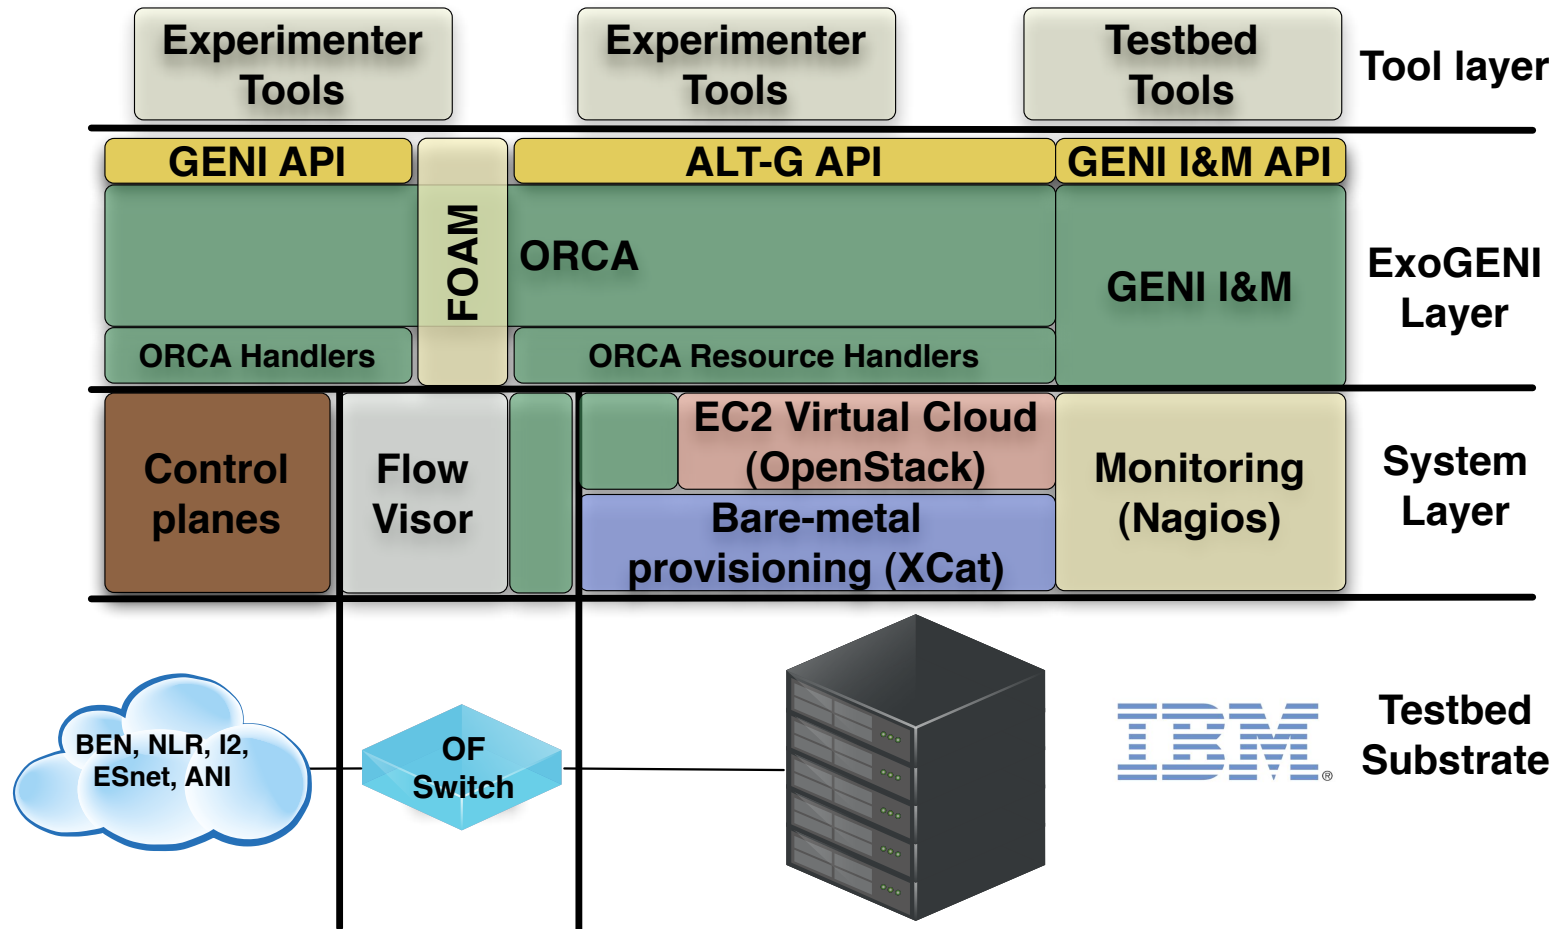 Experimenter
Tools
Experimenter
Tools
Testbed
Tools
Tool layer
GENI API
FOAM
ALT-G API
GENI I&M API
ORCA
GENI I&M
ExoGENI
Layer
ORCA Handlers
ORCA Resource Handlers
Control
planes
Flow
Visor
EC2 Virtual Cloud
(OpenStack)
Bare-metal
provisioning (XCat)
Monitoring
(Nagios)
System
Layer
BEN, NLR, I2,
ESnet, ANI
OF
Switch
IBM®
Testbed
Substrate